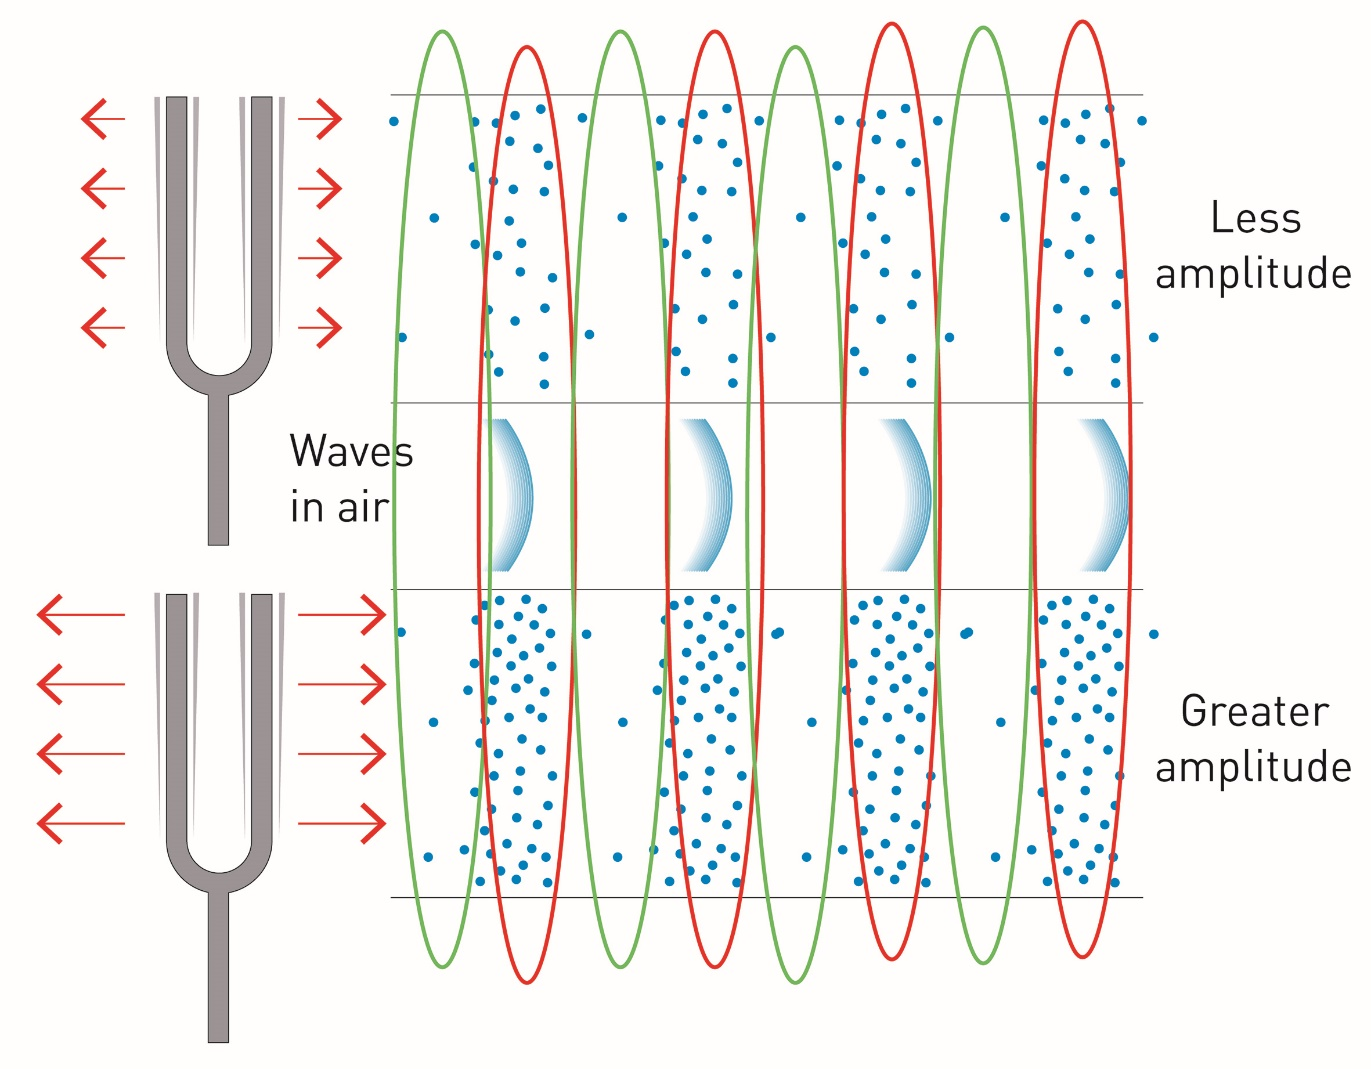 Less
amplitude
Waves
in air
Greater
amplitude